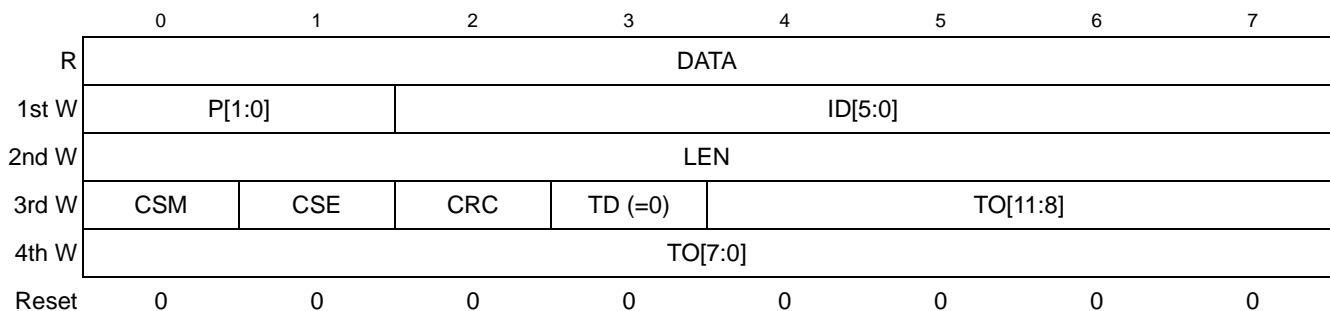 0 1 2 3 4 5 6 7
R DATA
1st W P[1:0] ID[5:0]
2nd W LEN
3rd W CSM CSE CRC TD (=0) TO[11:8]
4th W TO[7:0]
Reset 0 0 0 0 0 0 0 0